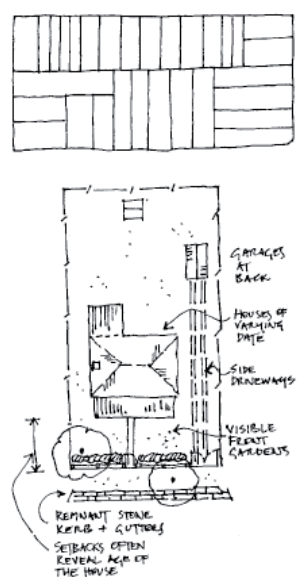 GARAGES
AT
BACK
HOUSES OF
VARYING
DATE
SIDE
DRIVEWAYS
VISIBLE
FRONT
GARDENS
REMNANT STONE
KERB + GUTTERS
SETBACKS OFTEN
REVEAL AGE OF
THE HOUSE